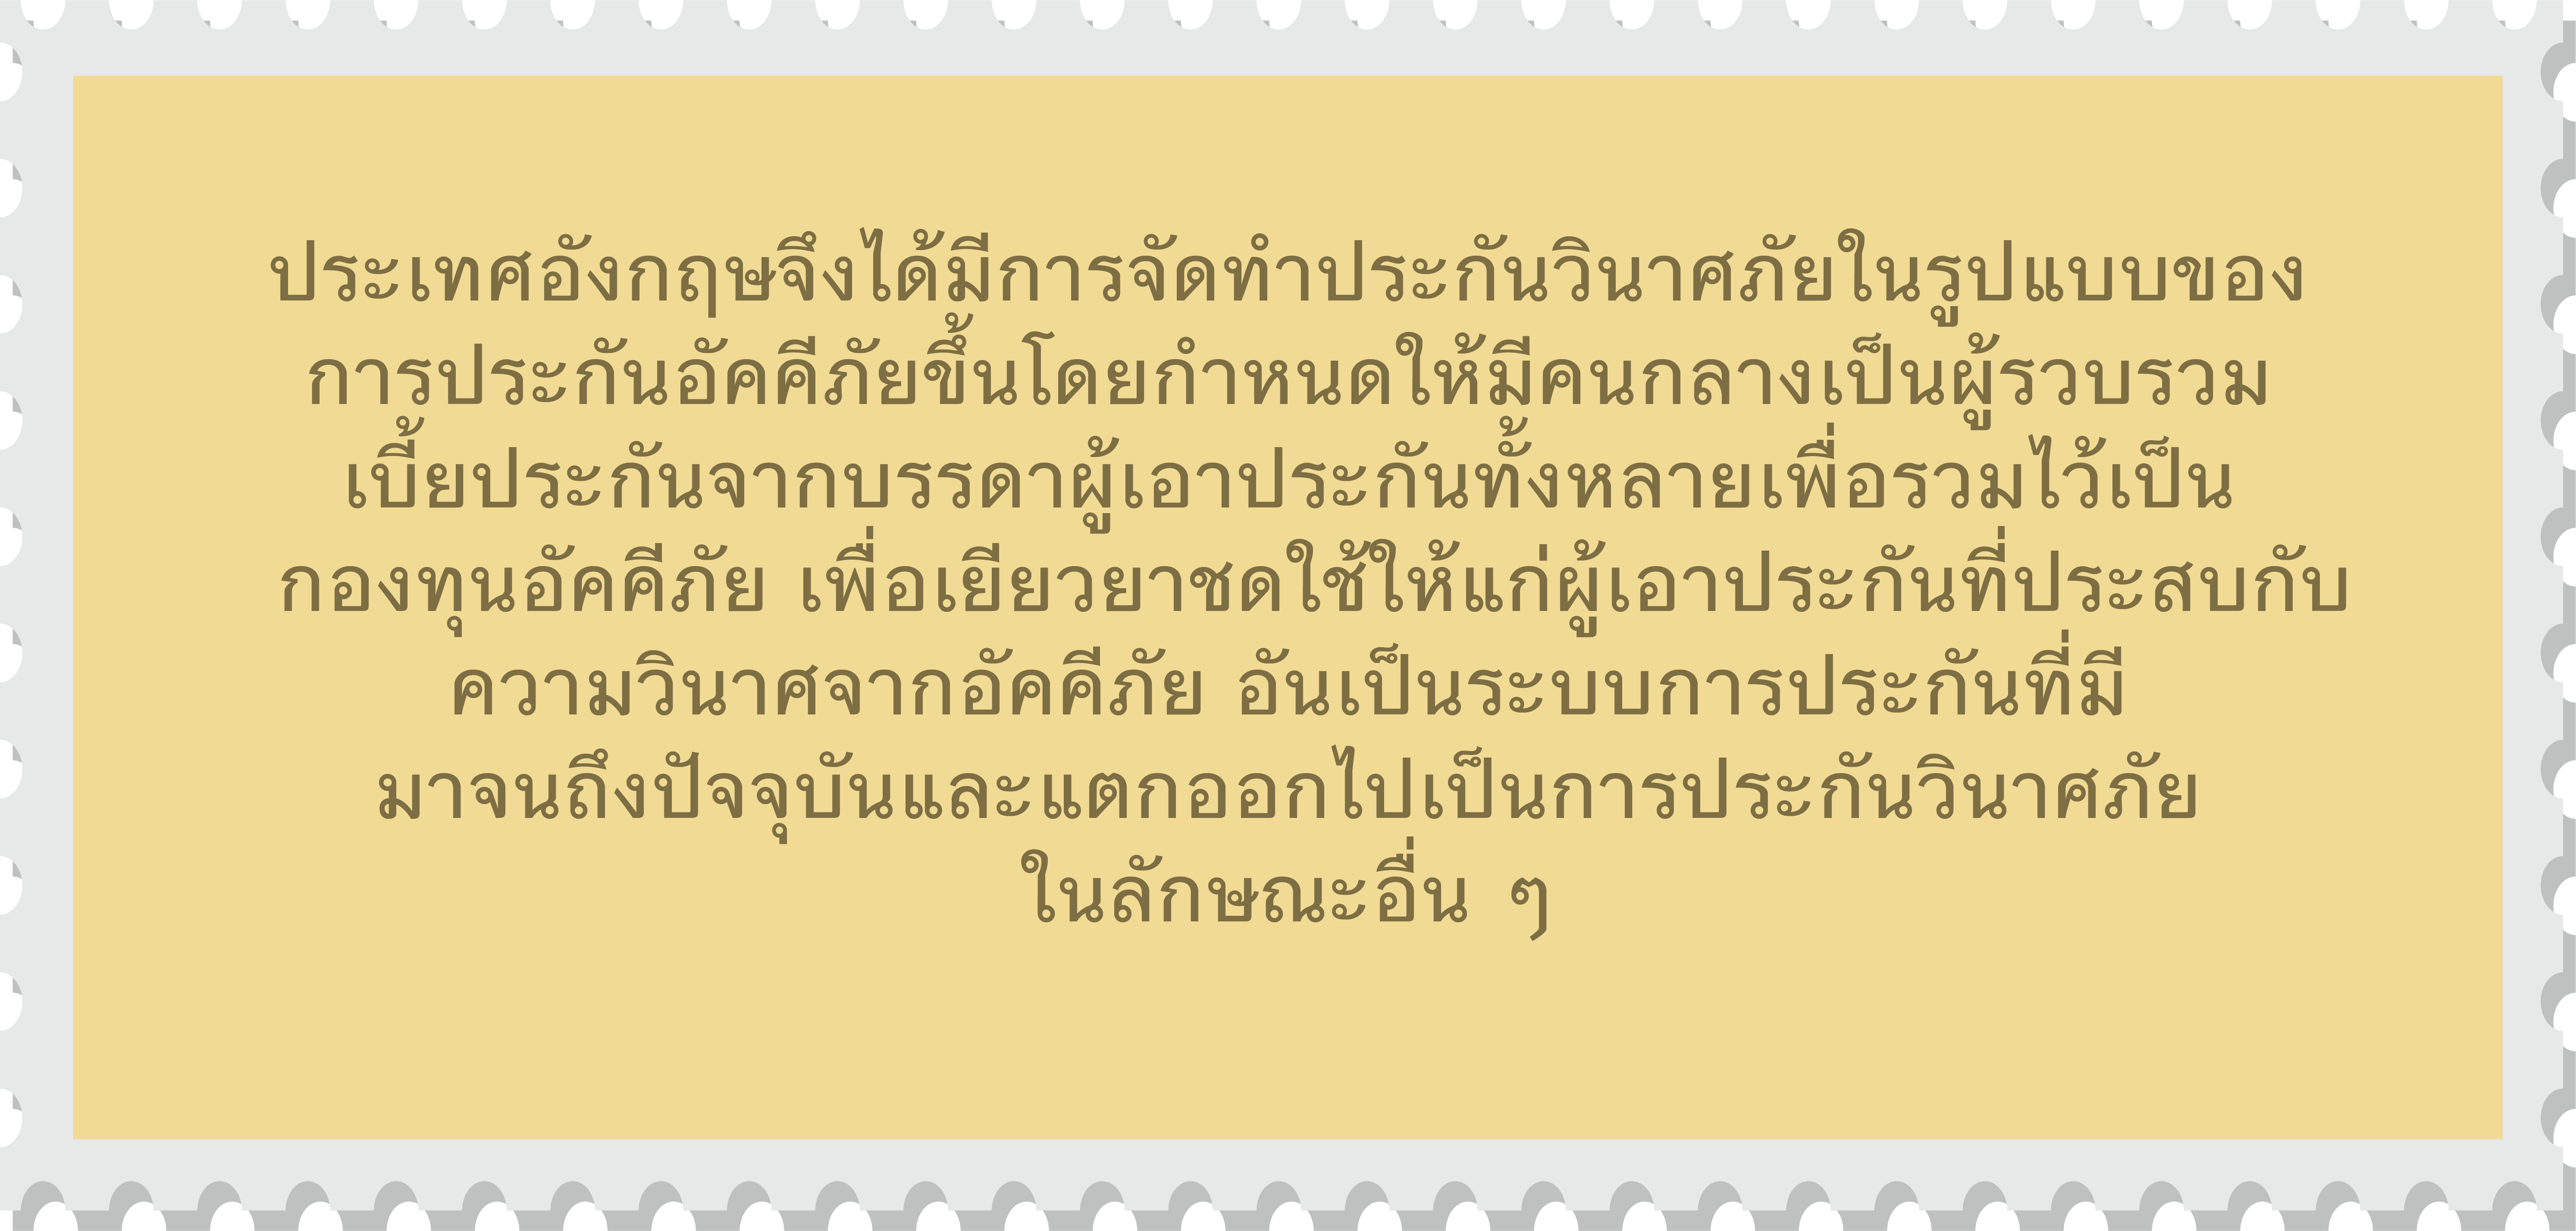 ประเทศอังกฤษจึงได้มีการจัดทำประกันวินาศภัยในรูปแบบของ
การประกันอัคคีภัยขึ้นโดยกำหนดให้มีคนกลางเป็นผู้รวบรวม
เบี้ยประกันจากบรรดาผู้เอาประกันทั้งหลายเพื่อรวมไว้เป็น
กองทุนอัคคีภัย เพื่อเยียวยาชดใช้ให้แก่ผู้เอาประกันที่ประสบกับ
ความวินาศจากอัคคีภัย อันเป็นระบบการประกันที่มี
มาจนถึงปัจจุบันและแตกออกไปเป็นการประกันวินาศภัย
ในลักษณะอื่น ๆ